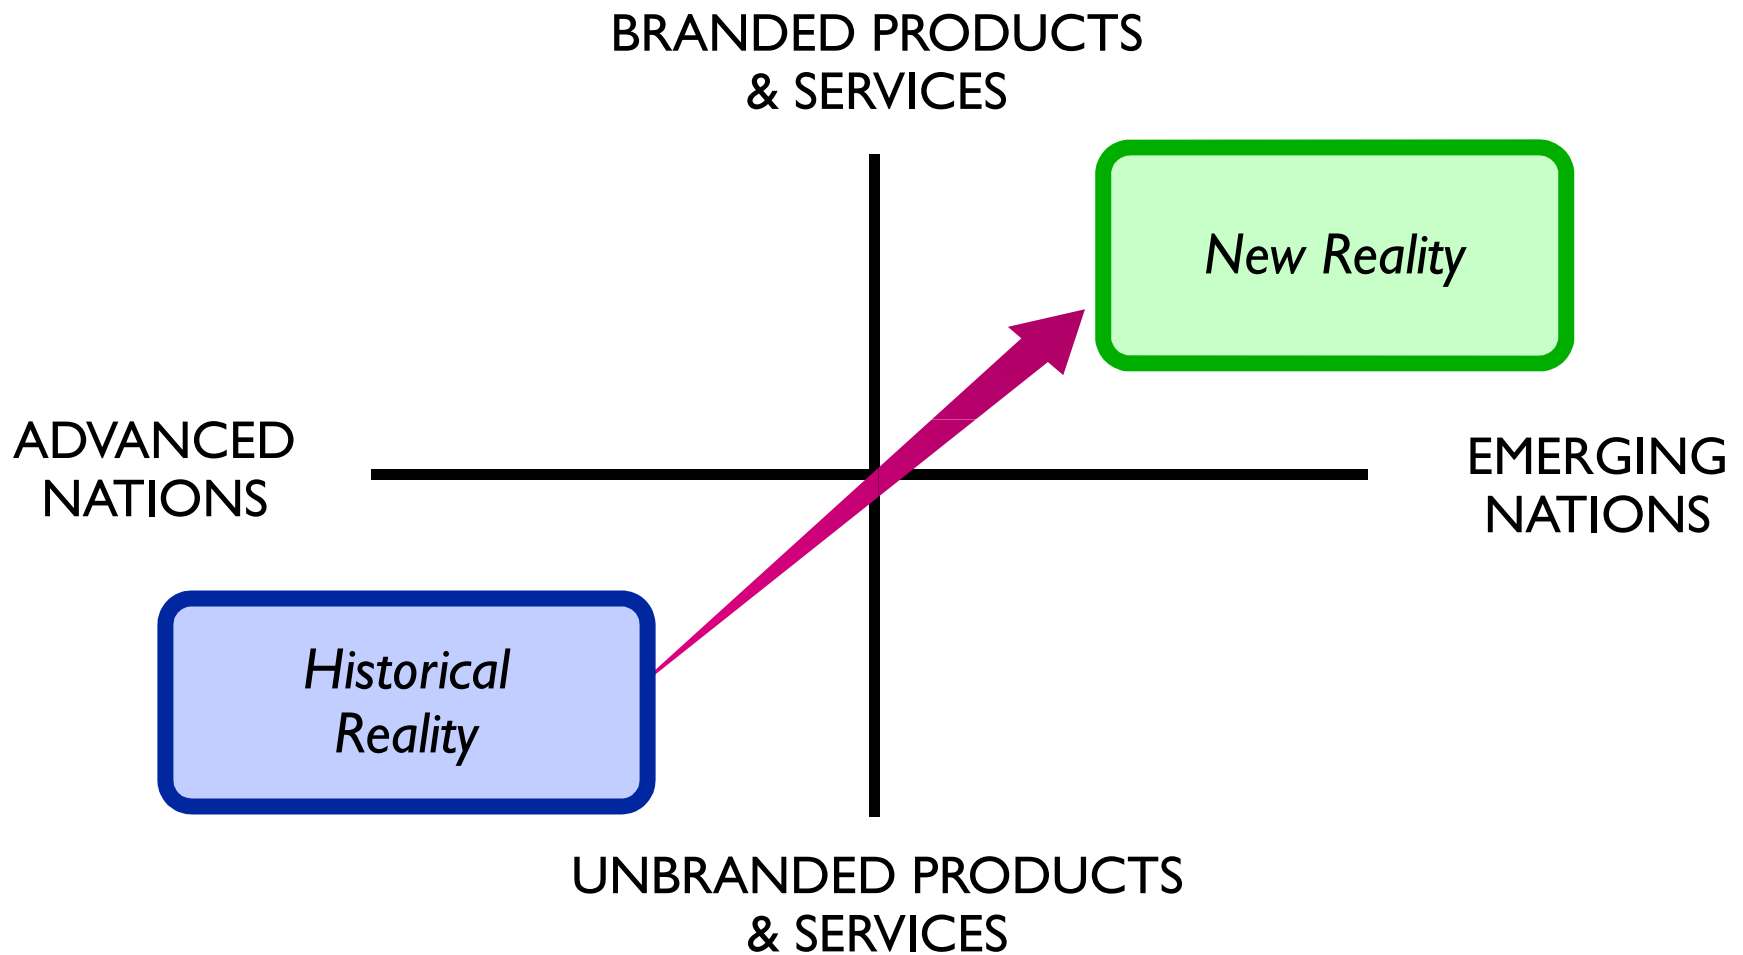 BRANDED PRODUCTS
& SERVICES
New Reality
ADVANCED
NATIONS
EMERGING
NATIONS
Historical
Reality
UNBRANDED PRODUCTS
& SERVICES